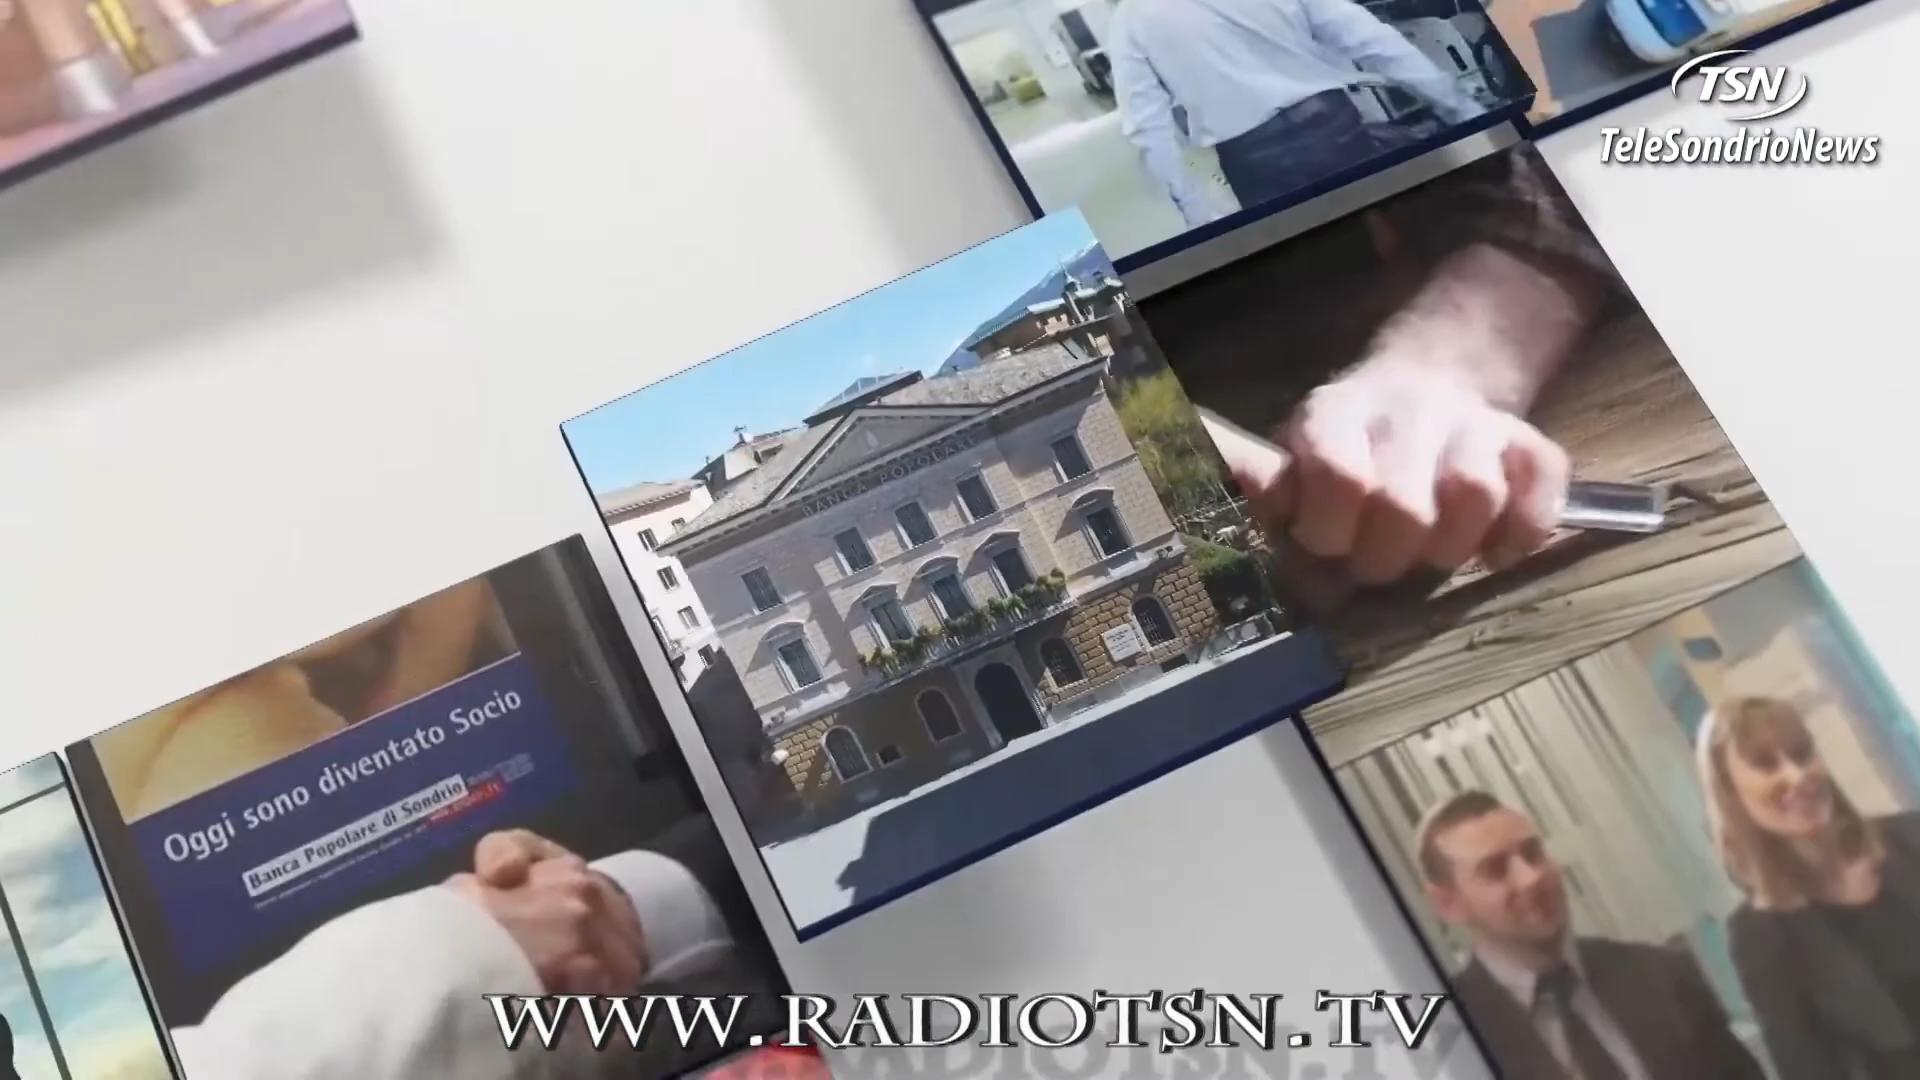 TSN
TeleSondrioNews
BANCA POPOLARE
Oggi sono diventato Socio
Banca Popolare di Sondrio
WWW.RADIOTSN.TV